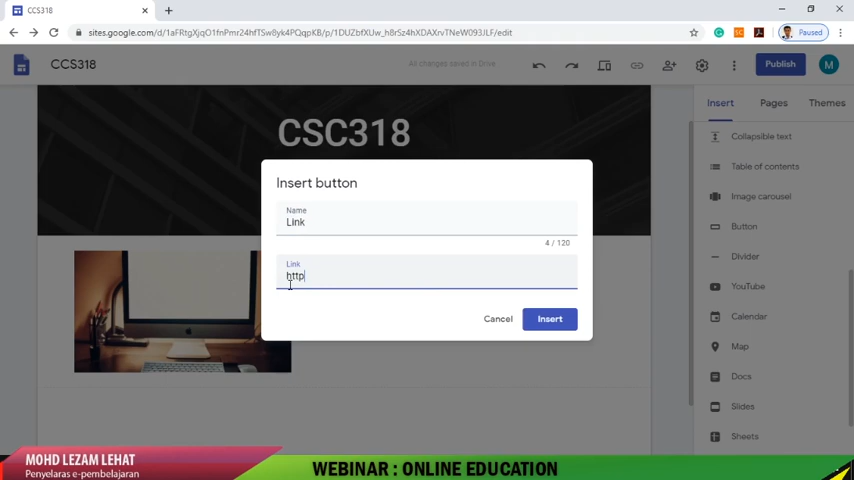 CCS318
sites.google.com/d/1aFRtgXjqO1fnPmr24hfTSw8yk4PQqpKB/p/1DUZbfXUw_h8rSz4hXDAXrvTNeW093JLF/edit
Paused
CCS318
All changes saved in Drive
Publish
M
Insert
Pages
Themes
CSC318
Collapsible text
Table of contents
Image carousel
Button
Divider
YouTube
Calendar
Map
Docs
Slides
Sheets
Insert button
Name
Link
4 / 120
Link
http
Cancel
Insert
MOHD LEZAM LEHAT
Penyelaras e-pembelajaran
WEBINAR : ONLINE EDUCATION